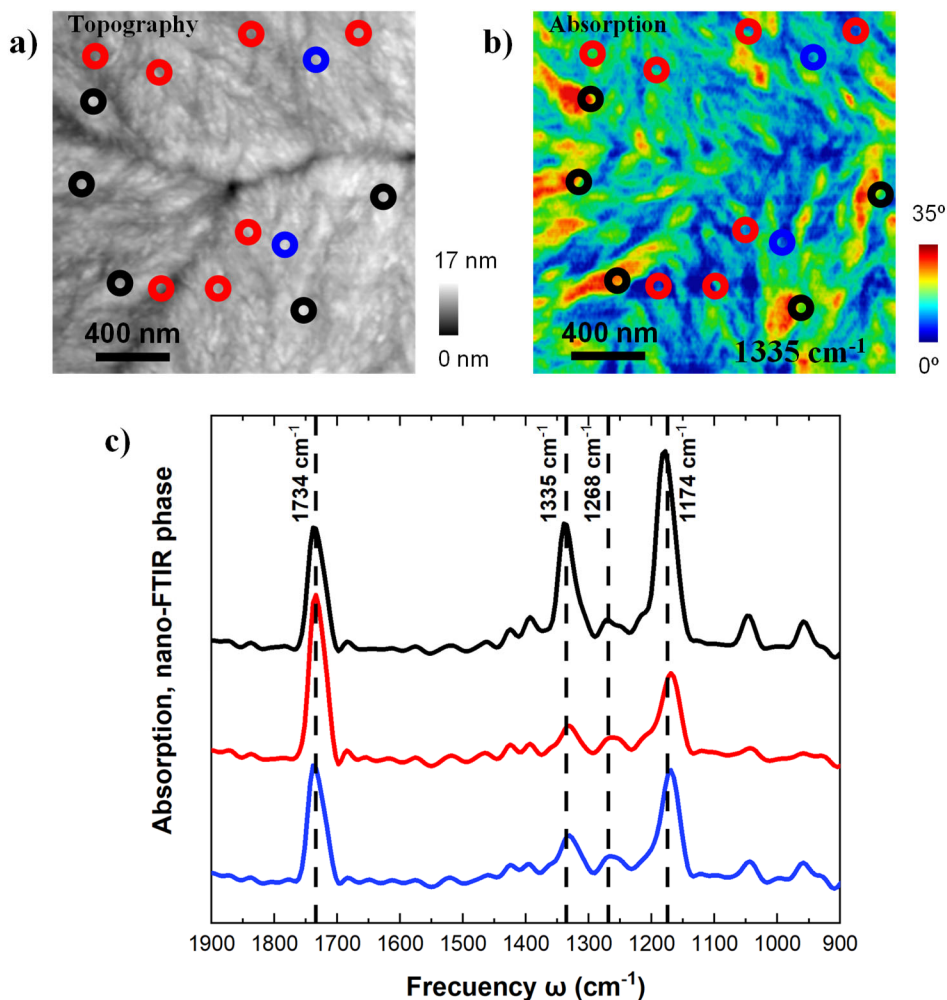 a)
Topography
400 nm
17 nm
0 nm
b)
Absorption
400 nm
1335 cm⁻¹
35º
0º
c)
Absorption, nano-FTIR phase
1734 cm⁻¹
1335 cm⁻¹
1268 cm⁻¹
1174 cm⁻¹
1900 1800 1700 1600 1500 1400 1300 1200 1100 1000 900
Frecuency ω (cm⁻¹)